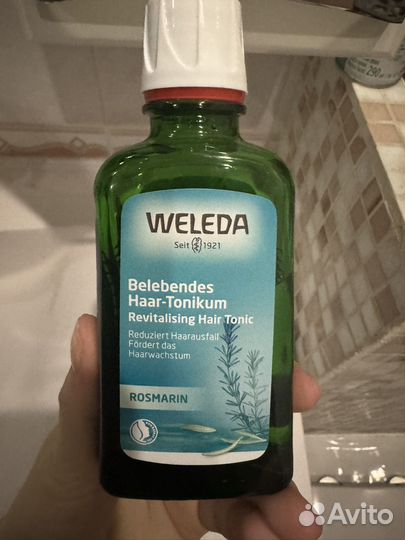 WELEDA
Seit 1921
Belebendes
Haar-Tonikum
Revitalising Hair Tonic
Reduziert Haarausfall
Fördert das
Haarwachstum
ROSMARIN
Avito